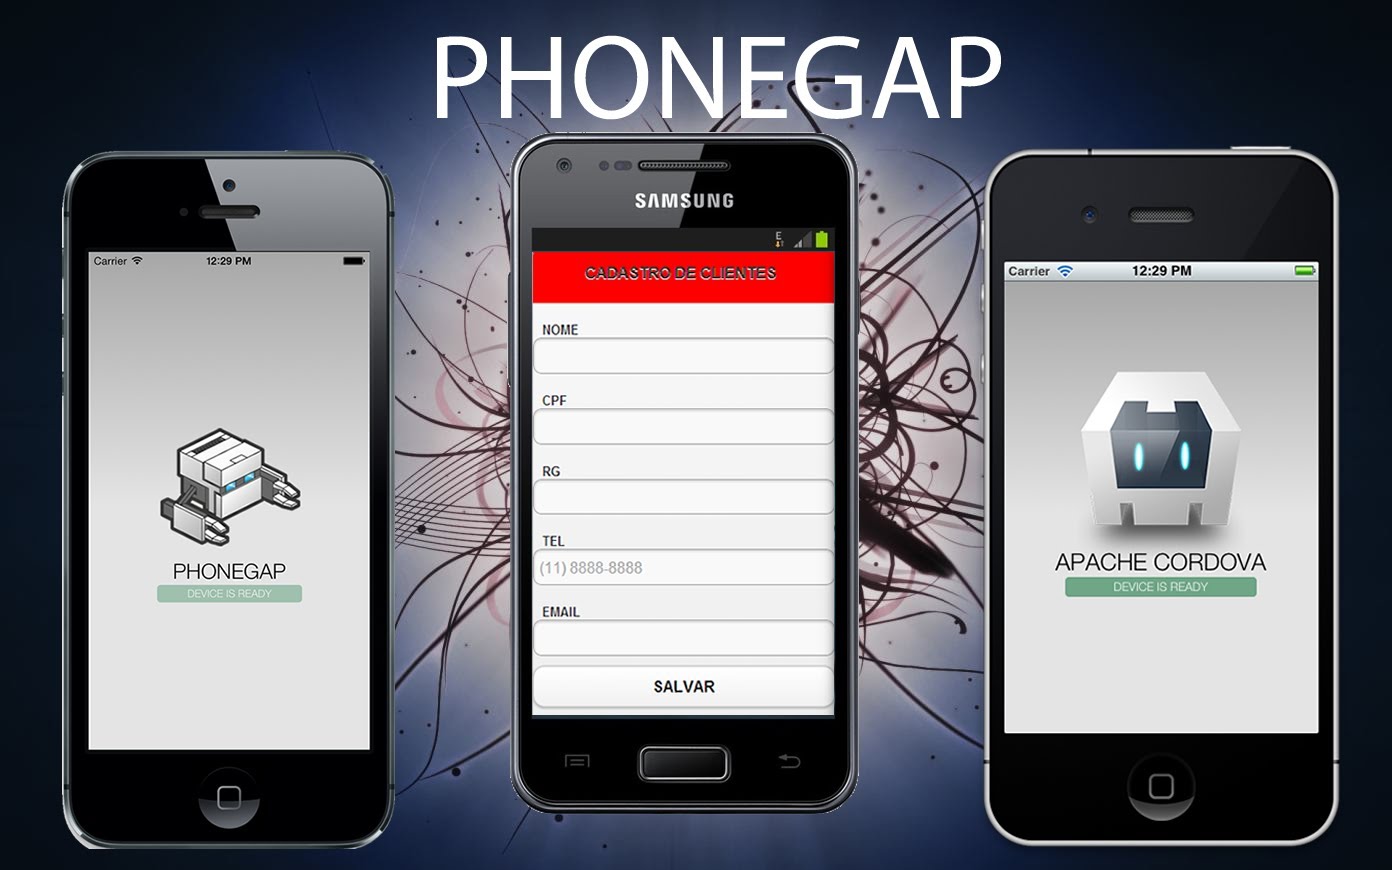 PHONEGAP
Carrier 12:29 PM
PHONEGAP
DEVICE IS READY
SAMSUNG
E
CADASTRO DE CLIENTES
NOME
CPF
RG
TEL
(11) 8888-8888
EMAIL
SALVAR
Carrier 12:29 PM
APACHE CORDOVA
DEVICE IS READY